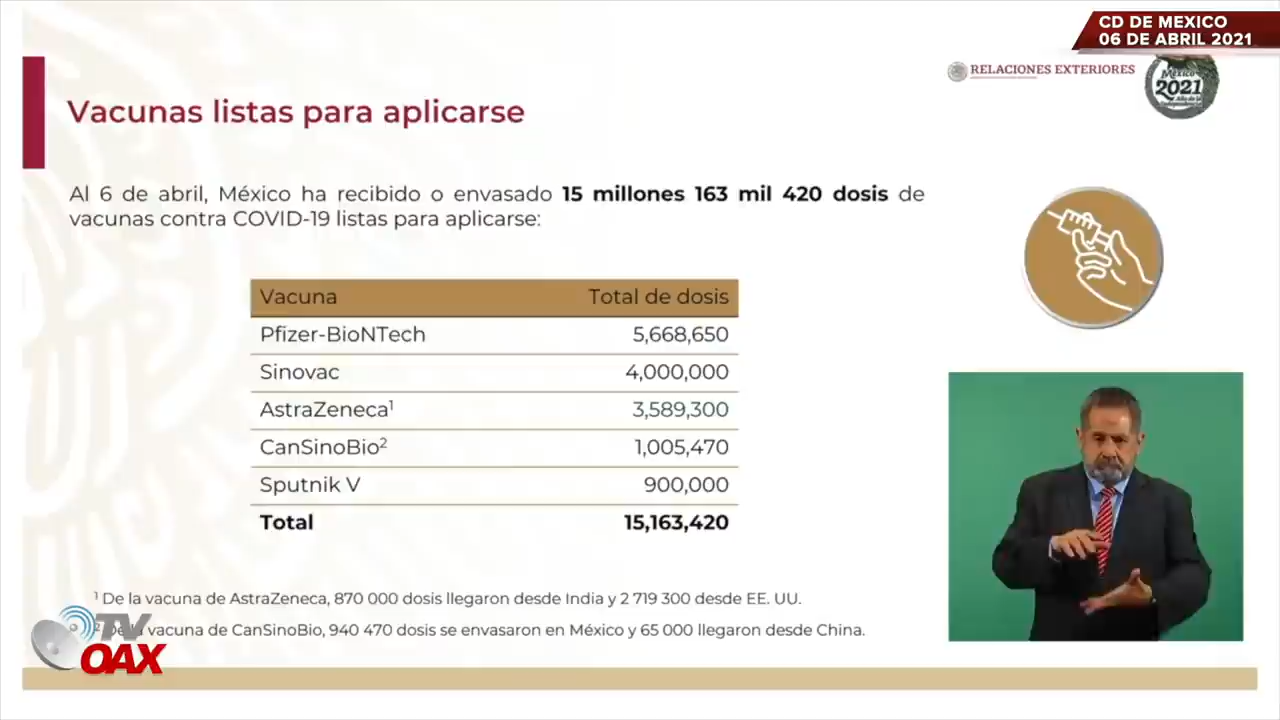 CD DE MEXICO
06 DE ABRIL 2021
RELACIONES EXTERIORES
México
2021
Vacunas listas para aplicarse
Al 6 de abril, México ha recibido o envasado 15 millones 163 mil 420 dosis de
vacunas contra COVID-19 listas para aplicarse:
Vacuna Total de dosis
Pfizer-BioNTech 5,668,650
Sinovac 4,000,000
AstraZeneca¹ 3,589,300
CanSinoBio² 1,005,470
Sputnik V 900,000
Total 15,163,420
¹ De la vacuna de AstraZeneca, 870 000 dosis llegaron desde India y 2 719 300 desde EE. UU.
² De la vacuna de CanSinoBio, 940 470 dosis se envasaron en México y 65 000 llegaron desde China.
TV
OAX